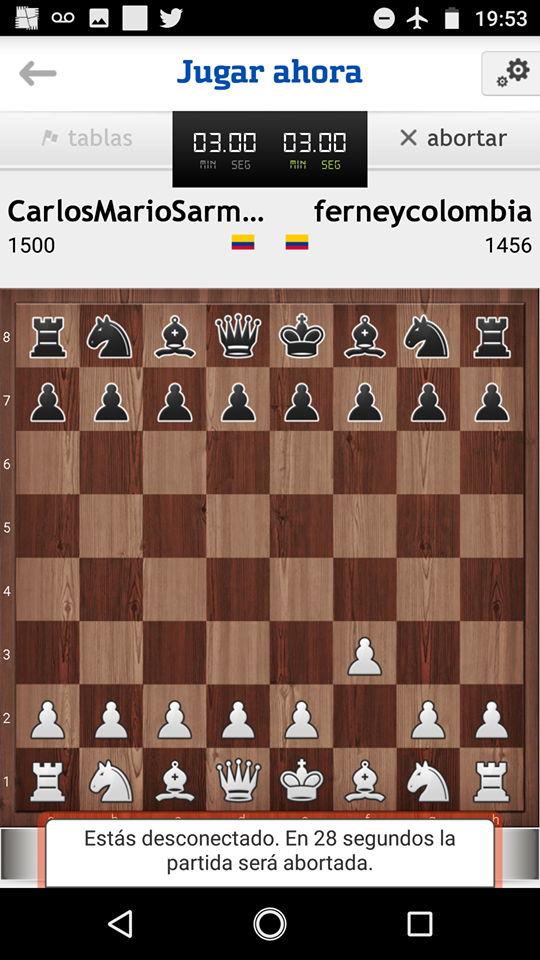 19:53
Jugar ahora
tablas
03.00 03.00
MIN SEG MIN SEG
abortar
CarlosMarioSarm... ferneycolombia
1500 1456
8
7
6
5
4
3
2
1
Estás desconectado. En 28 segundos la
partida será abortada.